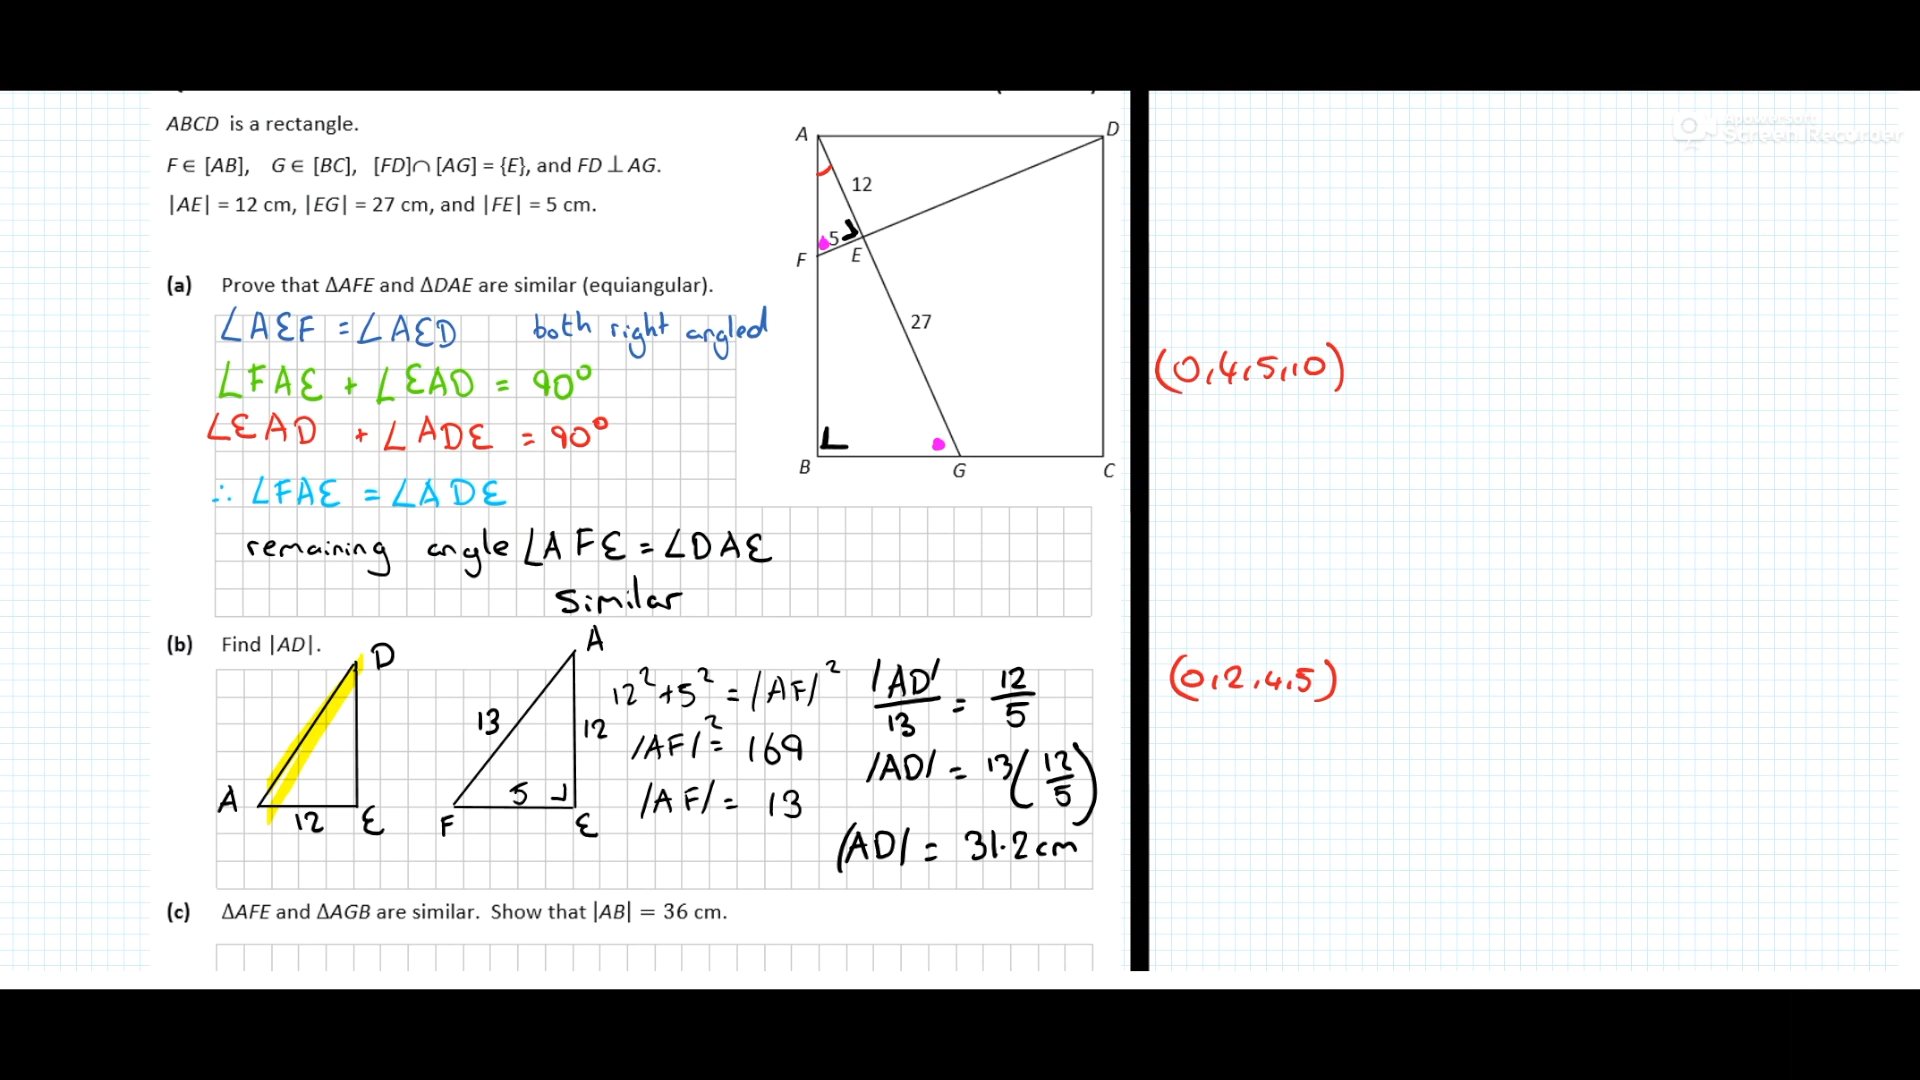 ABCD is a rectangle.
F ∈ [AB], G ∈ [BC], [FD]∩[AG] = {E}, and FD ⊥ AG.
|AE| = 12 cm, |EG| = 27 cm, and |FE| = 5 cm.
A
D
12
5
F
E
27
B
G
C
(a) Prove that ΔAFE and ΔDAE are similar (equiangular).
∠AEF = ∠AED both right angled
∠FAE + ∠EAD = 90°
∠EAD + ∠ADE = 90°
∴ ∠FAE = ∠ADE
remaining angle ∠AFE = ∠DAE
Similar
(0,4,5,10)
(b) Find |AD|.
D
A
12
E
A
13
12
5
F
E
12² + 5² = |AF|²
|AF|² = 169
|AF| = 13
|AD|/13 = 12/5
|AD| = 13(12/5)
|AD| = 31.2 cm
(0,2,4,5)
(c) ΔAFE and ΔAGB are similar. Show that |AB| = 36 cm.
Apowersoft
Screen Recorder